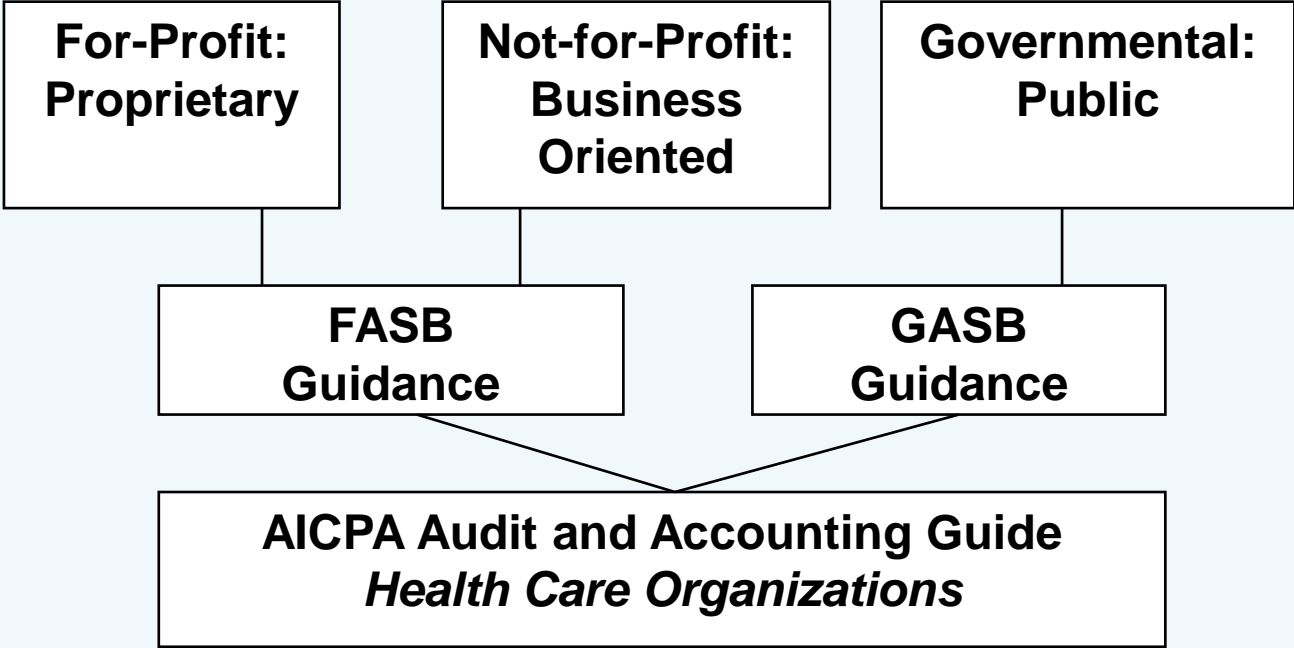 For-Profit:
Proprietary
Not-for-Profit:
Business
Oriented
Governmental:
Public
FASB
Guidance
GASB
Guidance
AICPA Audit and Accounting Guide
Health Care Organizations